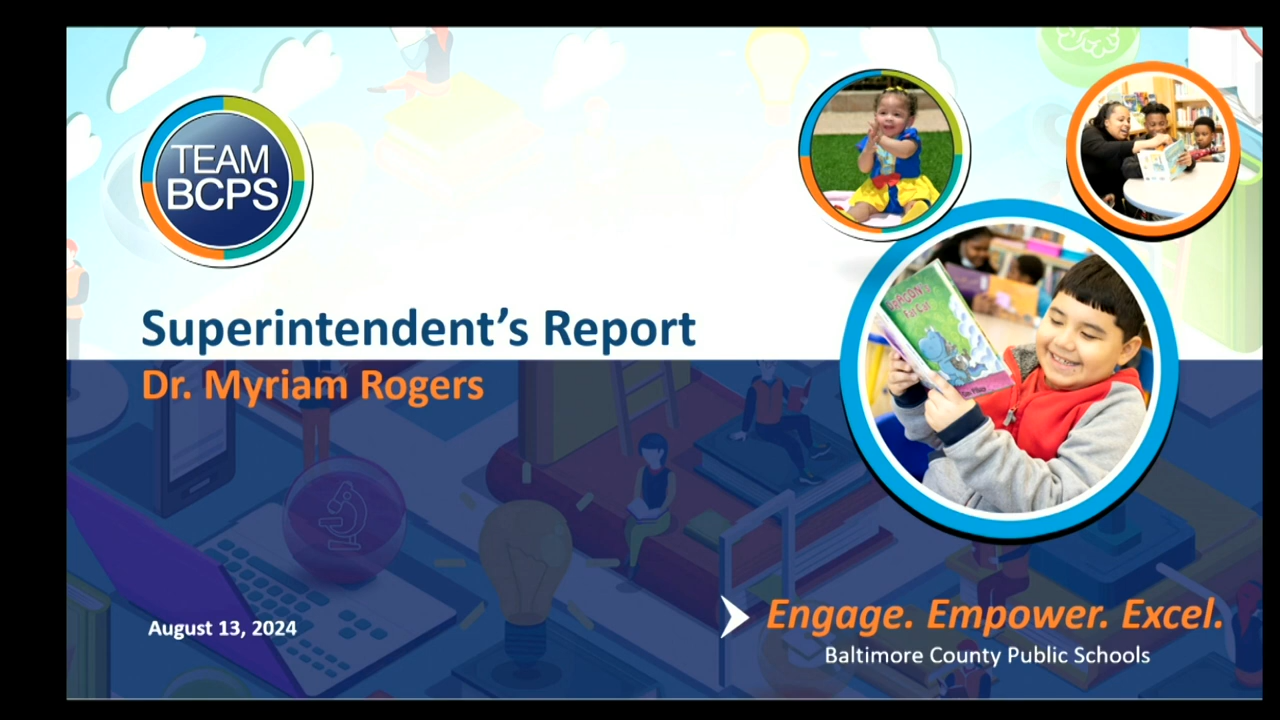 TEAM
BCPS
Superintendent's Report
Dr. Myriam Rogers
August 13, 2024
Engage. Empower. Excel.
Baltimore County Public Schools